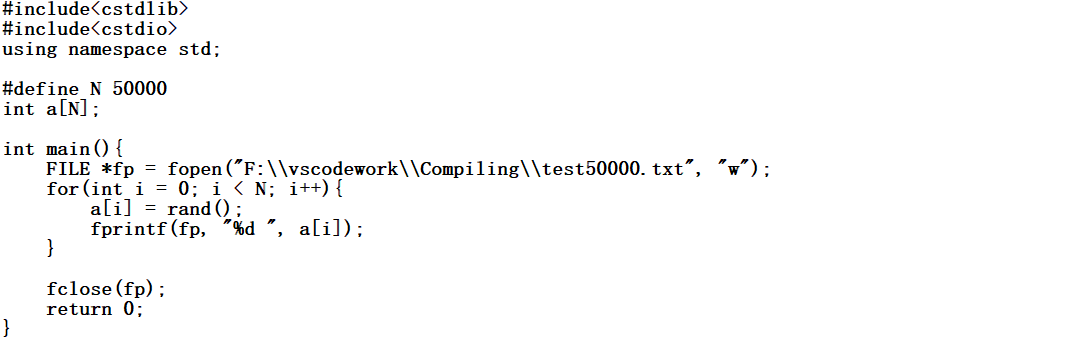 #include<cstdlib>
#include<cstdio>
using namespace std;

#define N 50000
int a[N];

int main(){
    FILE *fp = fopen("F:\\vscodework\\Compiling\\test50000.txt", "w");
    for(int i = 0; i < N; i++){
        a[i] = rand();
        fprintf(fp, "%d ", a[i]);
    }

    fclose(fp);
    return 0;
}